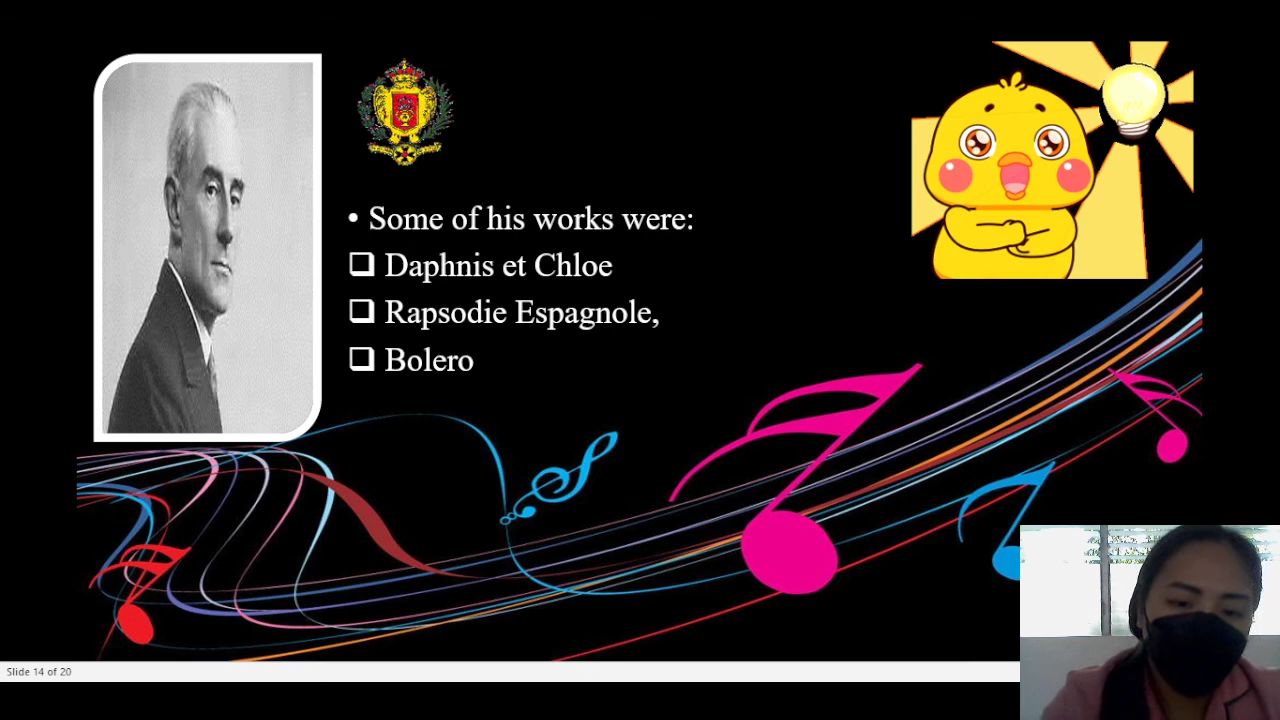 • Some of his works were:
❑ Daphnis et Chloe
❑ Rapsodie Espagnole,
❑ Bolero
Slide 14 of 20